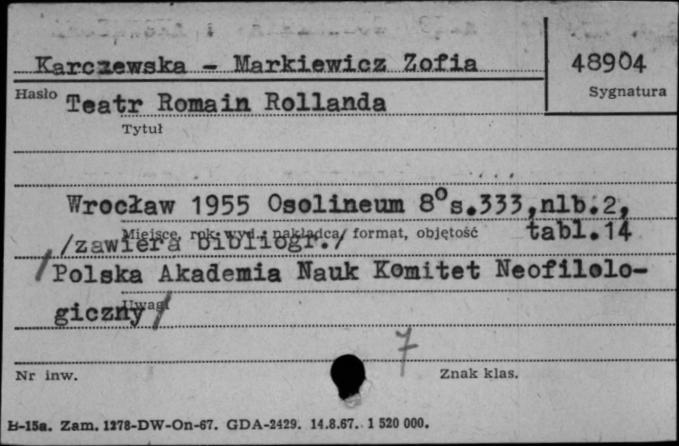 Karczewska - Markiewicz Zofia
48904
Hasło
Sygnatura
Teatr Romain Rollanda
Tytuł
Wrocław 1955 Osolineum 8° s.333,nlb.2,
Miejsce, rok wyd., nakładca, format, objętość
tabl.14
/zawiera bibliogr./
/Polska Akademia Nauk Komitet Neofilolo-
Uwagi
giczny/
7
Nr inw.
Znak klas.
B-15a. Zam. 1278-DW-On-67. GDA-2429. 14.8.67. 1 520 000.